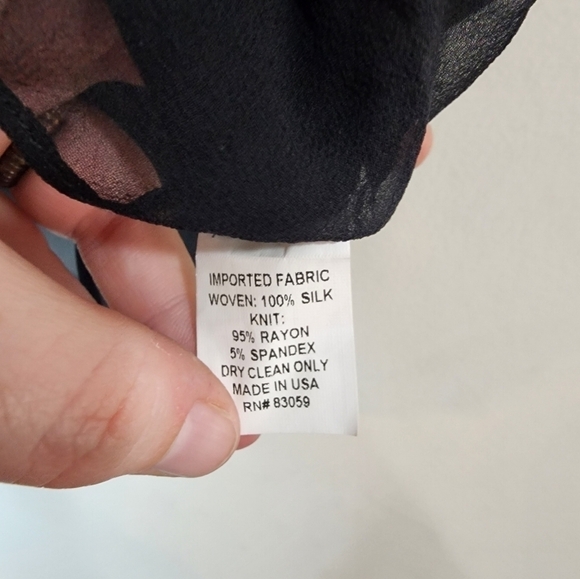 IMPORTED FABRIC
WOVEN: 100% SILK
KNIT:
95% RAYON
5% SPANDEX
DRY CLEAN ONLY
MADE IN USA
RN# 83059